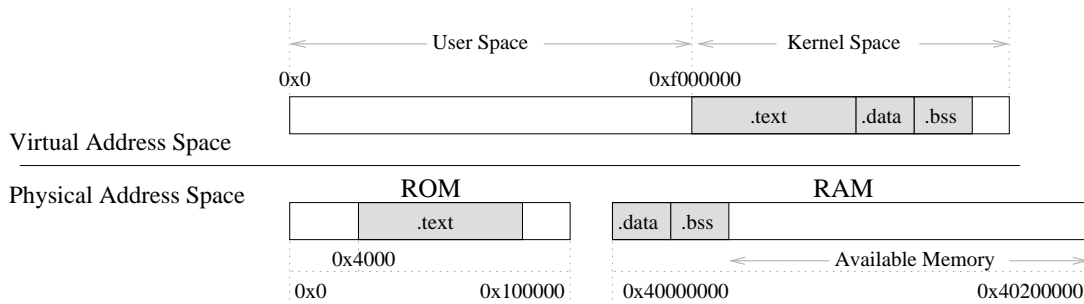 User Space
Kernel Space
0x0
0xf000000
.text
.data
.bss
Virtual Address Space
Physical Address Space
ROM
RAM
.text
.data
.bss
0x4000
Available Memory
0x0
0x100000
0x40000000
0x40200000